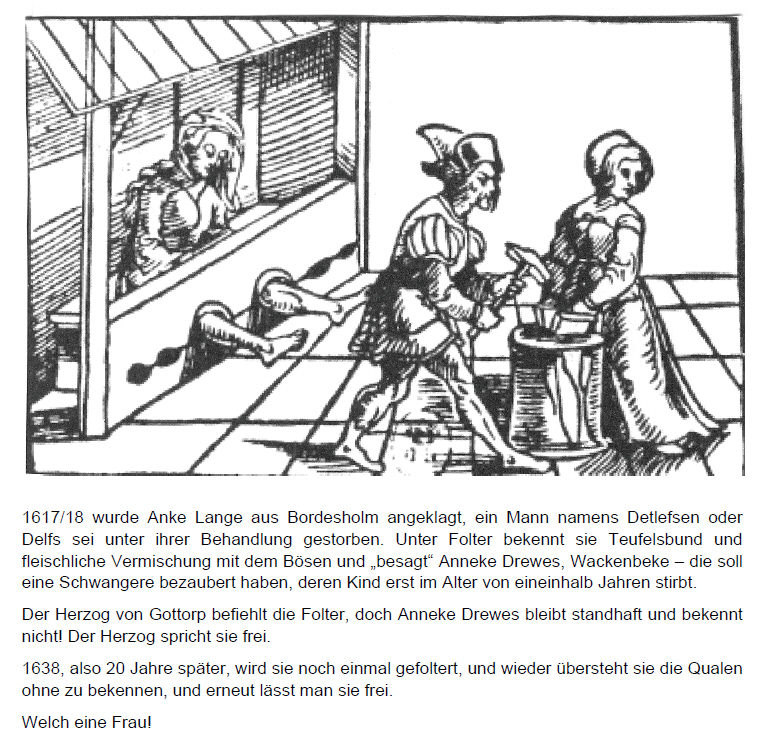 1617/18 wurde Anke Lange aus Bordesholm angeklagt, ein Mann namens Detlefsen oder
Delfs sei unter ihrer Behandlung gestorben. Unter Folter bekennt sie Teufelsbund und
fleischliche Vermischung mit dem Bösen und „besagt“ Anneke Drewes, Wackenbeke – die soll
eine Schwangere bezaubert haben, deren Kind erst im Alter von eineinhalb Jahren stirbt.
Der Herzog von Gottorp befiehlt die Folter, doch Anneke Drewes bleibt standhaft und bekennt
nicht! Der Herzog spricht sie frei.
1638, also 20 Jahre später, wird sie noch einmal gefoltert, und wieder übersteht sie die Qualen
ohne zu bekennen, und erneut lässt man sie frei.
Welch eine Frau!